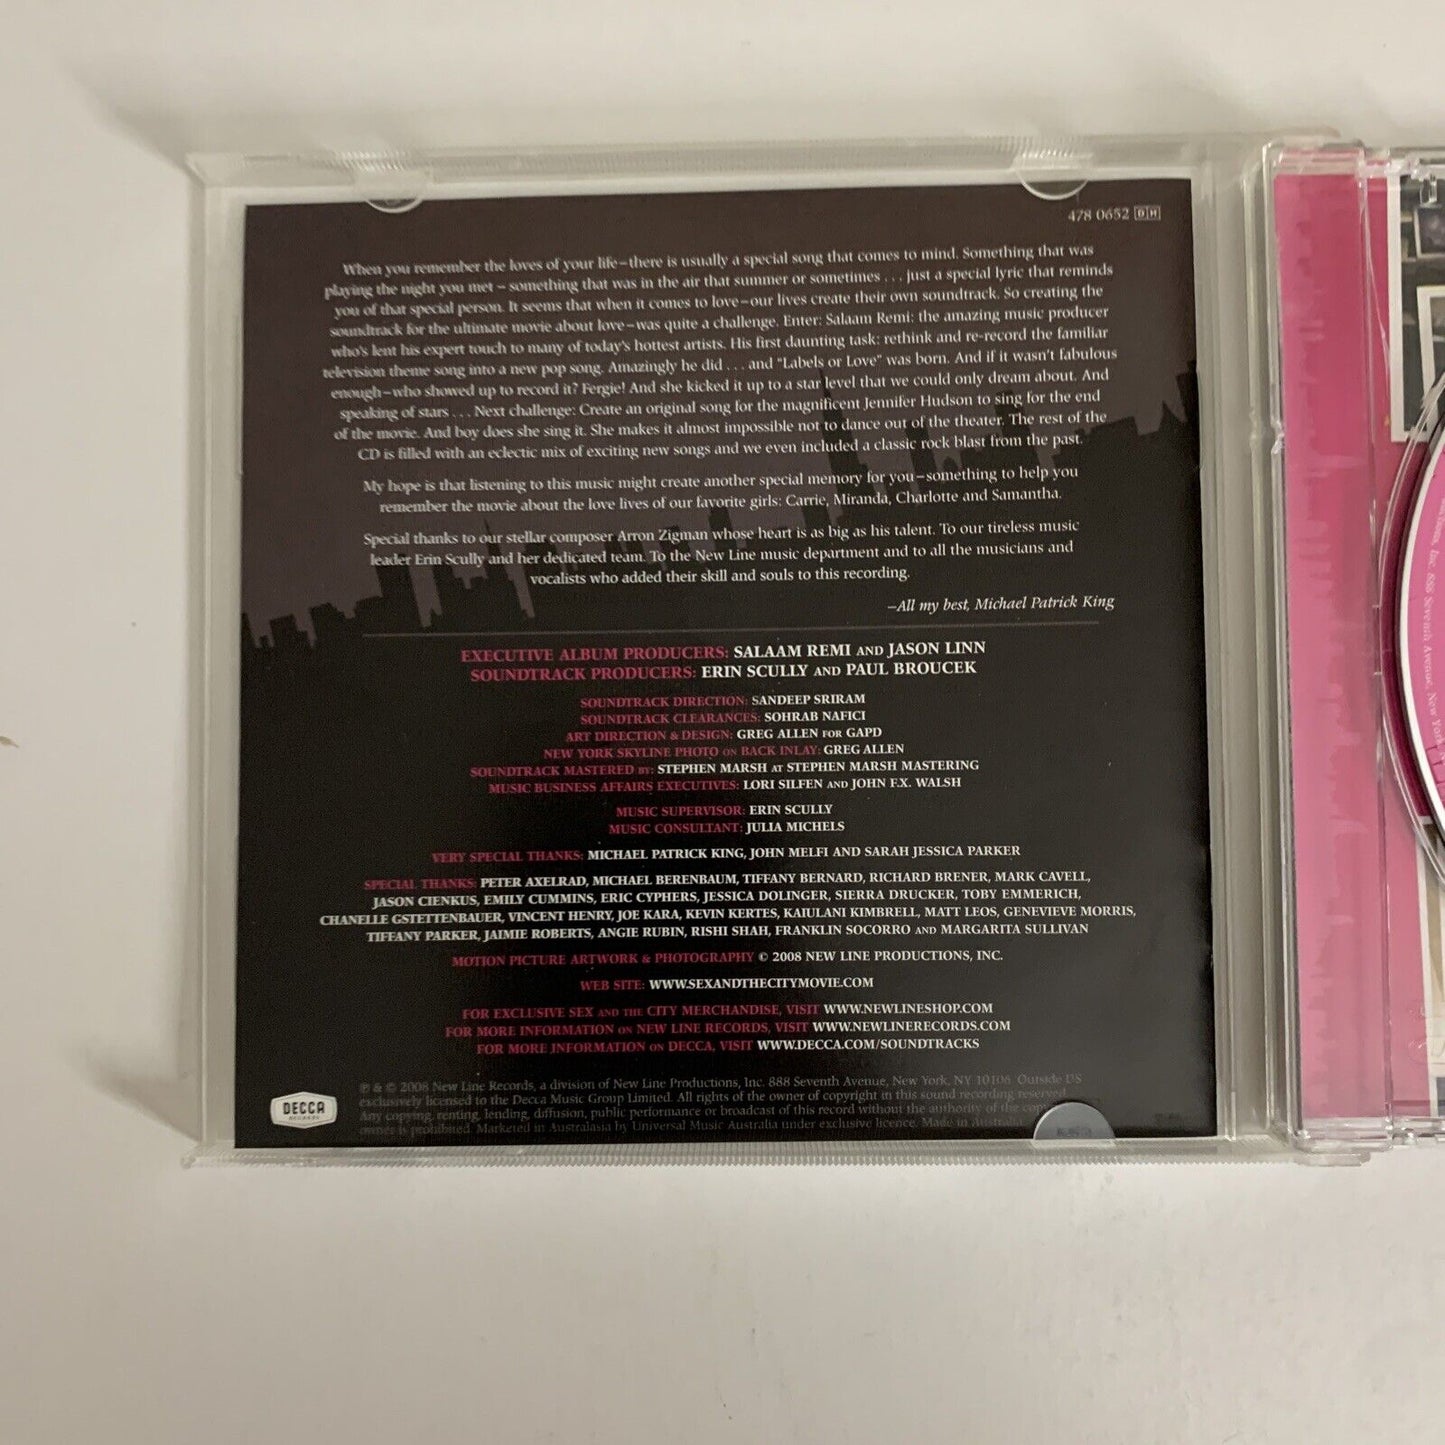 478 0652 DH
When you remember the loves of your life–there is usually a special song that comes to mind. Something that was
playing the night you met – something that was in the air that summer or sometimes . . . just a special lyric that reminds
you of that special person. It seems that when it comes to love–our lives create their own soundtrack. So creating the
soundtrack for the ultimate movie about love–was quite a challenge. Enter: Salaam Remi: the amazing music producer
who's lent his expert touch to many of today's hottest artists. His first daunting task: rethink and re-record the familiar
television theme song into a new pop song. Amazingly he did . . . and "Labels or Love" was born. And if it wasn't fabulous
enough–who showed up to record it? Fergie! And she kicked it up to a star level that we could only dream about. And
speaking of stars . . . Next challenge: Create an original song for the magnificent Jennifer Hudson to sing for the end
of the movie. And boy does she sing it. She makes it almost impossible not to dance out of the theater. The rest of the
CD is filled with an eclectic mix of exciting new songs and we even included a classic rock blast from the past.
My hope is that listening to this music might create another special memory for you–something to help you
remember the movie about the love lives of our favorite girls: Carrie, Miranda, Charlotte and Samantha.
Special thanks to our stellar composer Arron Zigman whose heart is as big as his talent. To our tireless music
leader Erin Scully and her dedicated team. To the New Line music department and to all the musicians and
vocalists who added their skill and souls to this recording.
–All my best, Michael Patrick King
EXECUTIVE ALBUM PRODUCERS: SALAAM REMI AND JASON LINN
SOUNDTRACK PRODUCERS: ERIN SCULLY AND PAUL BROUCEK
SOUNDTRACK DIRECTION: SANDEEP SRIRAM
SOUNDTRACK CLEARANCES: SOHRAB NAFICI
ART DIRECTION & DESIGN: GREG ALLEN FOR GAPD
NEW YORK SKYLINE PHOTO ON BACK INLAY: GREG ALLEN
SOUNDTRACK MASTERED BY: STEPHEN MARSH AT STEPHEN MARSH MASTERING
MUSIC BUSINESS AFFAIRS EXECUTIVES: LORI SILFEN AND JOHN F.X. WALSH
MUSIC SUPERVISOR: ERIN SCULLY
MUSIC CONSULTANT: JULIA MICHELS
VERY SPECIAL THANKS: MICHAEL PATRICK KING, JOHN MELFI AND SARAH JESSICA PARKER
SPECIAL THANKS: PETER AXELRAD, MICHAEL BERENBAUM, TIFFANY BERNARD, RICHARD BRENER, MARK CAVELL,
JASON CIENKUS, EMILY CUMMINS, ERIC CYPHERS, JESSICA DOLINGER, SIERRA DRUCKER, TOBY EMMERICH,
CHANELLE GSTETTENBAUER, VINCENT HENRY, JOE KARA, KEVIN KERTES, KAIULANI KIMBRELL, MATT LEOS, GENEVIEVE MORRIS,
TIFFANY PARKER, JAIMIE ROBERTS, ANGIE RUBIN, RISHI SHAH, FRANKLIN SOCORRO AND MARGARITA SULLIVAN
MOTION PICTURE ARTWORK & PHOTOGRAPHY © 2008 NEW LINE PRODUCTIONS, INC.
WEB SITE: WWW.SEXANDTHECITYMOVIE.COM
FOR EXCLUSIVE SEX AND THE CITY MERCHANDISE, VISIT WWW.NEWLINESHOP.COM
FOR MORE INFORMATION ON NEW LINE RECORDS, VISIT WWW.NEWLINERECORDS.COM
FOR MORE INFORMATION ON DECCA, VISIT WWW.DECCA.COM/SOUNDTRACKS
℗ & © 2008 New Line Records, a division of New Line Productions, Inc. 888 Seventh Avenue, New York, NY 10106. Outside US
exclusively licensed to the Decca Music Group Limited. All rights of the owner of copyright in this sound recording reserved.
Any copying, renting, lending, diffusion, public performance or broadcast of this record without the authority of the
owner is prohibited. Marketed in Australasia by Universal Music Australia under exclusive licence. Made in Australia
DECCA
RECORDS
Inc. 888 Seventh Avenue, New York